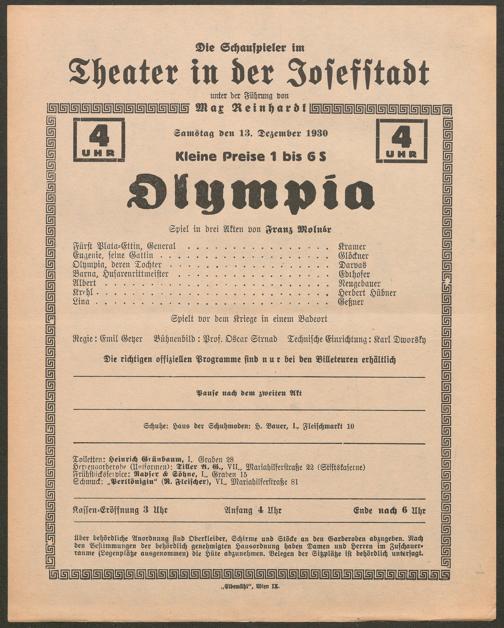 Die Schauspieler im
Theater in der Josefstadt
unter der Führung von
Max Reinhardt
4 UHR
Samstag den 13. Dezember 1930
4 UHR
Kleine Preise 1 bis 6 S
Olympia
Spiel in drei Akten von Franz Molnár
Fürst Plata-Ettin, General . . . Kramer
Eugenie, seine Gattin . . . Glöckner
Olympia, deren Tochter . . . Darvas
Barna, Husarenrittmeister . . . Edthofer
Albert . . . Neugebauer
Krehl . . . Herbert Hübner
Lina . . . Geßner
Spielt vor dem Kriege in einem Badeort
Regie: Emil Geyer Bühnenbild: Prof. Oscar Strnad Technische Einrichtung: Karl Dworsky
Die richtigen offiziellen Programme sind nur bei den Billeteuren erhältlich
Pause nach dem zweiten Akt
Schuhe: Haus der Schuhmoden: H. Bauer, I., Fleischmarkt 10
Toiletten: Heinrich Grünbaum, I., Graben 28
Herrengarderobe (Uniformen): Tiller A. G., VII., Mariahilferstraße 22 (Stiftskaserne)
Frühstückservice: Rasper & Söhne, I., Graben 15
Schmuck: „Perlkönigin" (R. Fleischer), VI., Mariahilferstraße 81
Kassen-Eröffnung 3 Uhr Anfang 4 Uhr Ende nach 6 Uhr
Über behördliche Anordnung sind Oberkleider, Schirme und Stöcke an den Garderoben abzugeben. Nach
den Bestimmungen der behördlich genehmigten Hausordnung haben Damen und Herren im Zuschauer-
raume (Logenplätze ausgenommen) die Hüte abzunehmen. Belegen der Sitzplätze ist behördlich untersagt.
„Elbemühl", Wien IX.